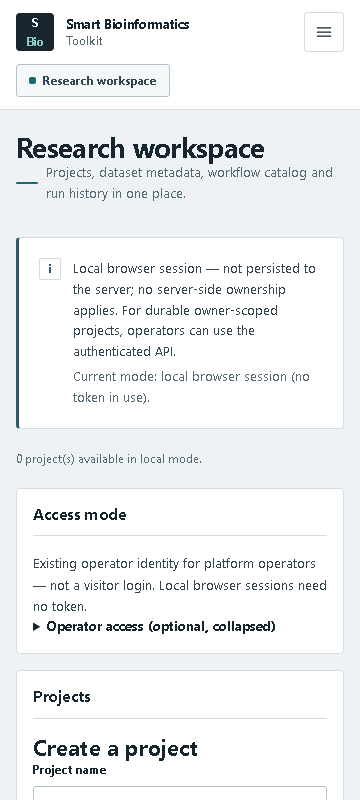 S
Bio
Smart Bioinformatics
Toolkit
Research workspace
Research workspace
Projects, dataset metadata, workflow catalog and
run history in one place.
i
Local browser session — not persisted to
the server; no server-side ownership
applies. For durable owner-scoped
projects, operators can use the
authenticated API.
Current mode: local browser session (no
token in use).
0 project(s) available in local mode.
Access mode
Existing operator identity for platform operators
— not a visitor login. Local browser sessions need
no token.
Operator access (optional, collapsed)
Projects
Create a project
Project name